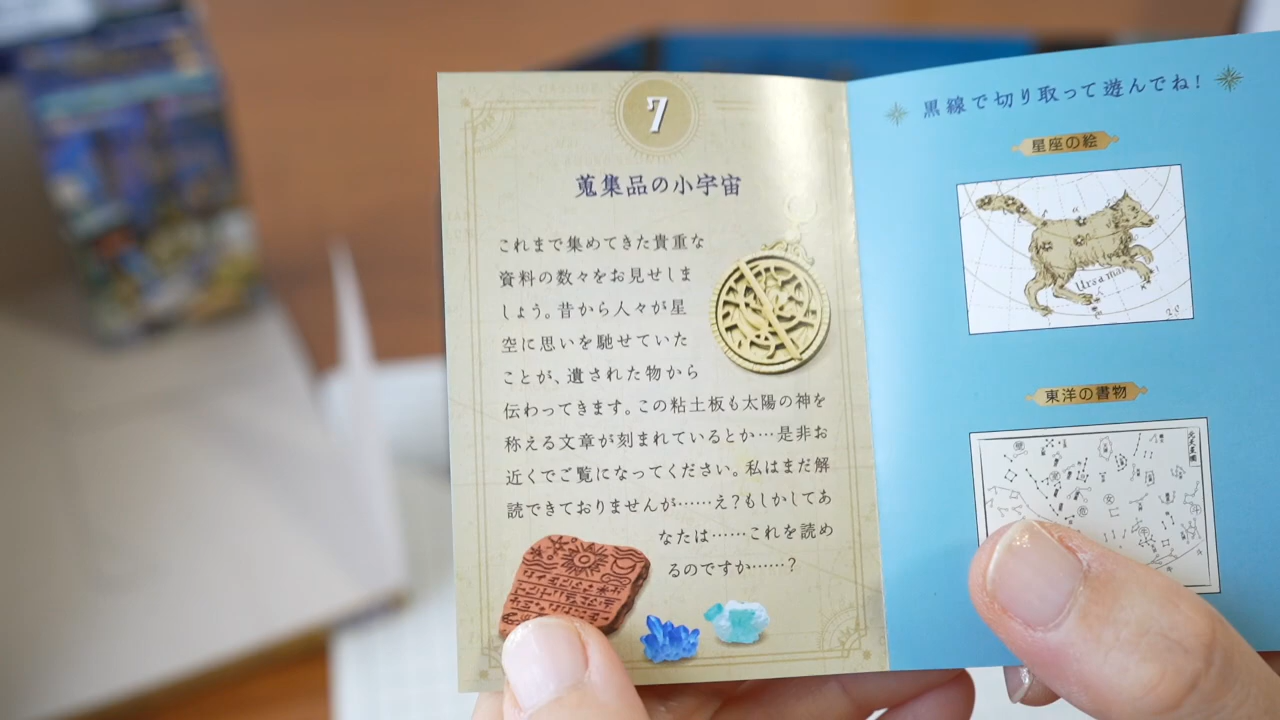 7
蒐集品の小宇宙
これまで集めてきた貴重な
資料の数々をお見せしま
しょう。昔から人々が星
空に思いを馳せていた
ことが、遺された物から
伝わってきます。この粘土板も太陽の神を
称える文章が刻まれているとか…是非お
近くでご覧になってください。私はまだ解
読できておりませんが……え?もしかしてあ
なたは……これを読め
るのですか……?
黒線で切り取って遊んでね!
星座の絵
東洋の書物